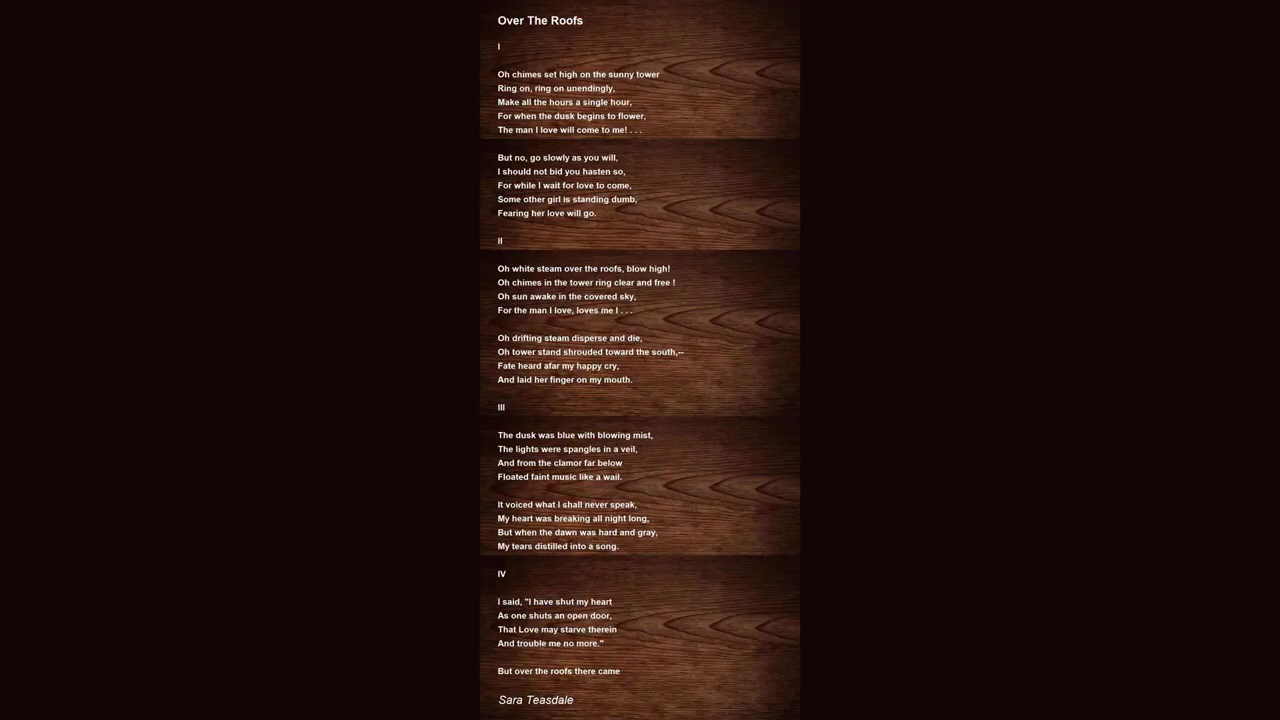 Over The Roofs
I
Oh chimes set high on the sunny tower
Ring on, ring on unendingly,
Make all the hours a single hour,
For when the dusk begins to flower,
The man I love will come to me! . . .
But no, go slowly as you will,
I should not bid you hasten so,
For while I wait for love to come,
Some other girl is standing dumb,
Fearing her love will go.
II
Oh white steam over the roofs, blow high!
Oh chimes in the tower ring clear and free !
Oh sun awake in the covered sky,
For the man I love, loves me I . . .
Oh drifting steam disperse and die,
Oh tower stand shrouded toward the south,--
Fate heard afar my happy cry,
And laid her finger on my mouth.
III
The dusk was blue with blowing mist,
The lights were spangles in a veil,
And from the clamor far below
Floated faint music like a wail.
It voiced what I shall never speak,
My heart was breaking all night long,
But when the dawn was hard and gray,
My tears distilled into a song.
IV
I said, "I have shut my heart
As one shuts an open door,
That Love may starve therein
And trouble me no more."
But over the roofs there came
Sara Teasdale